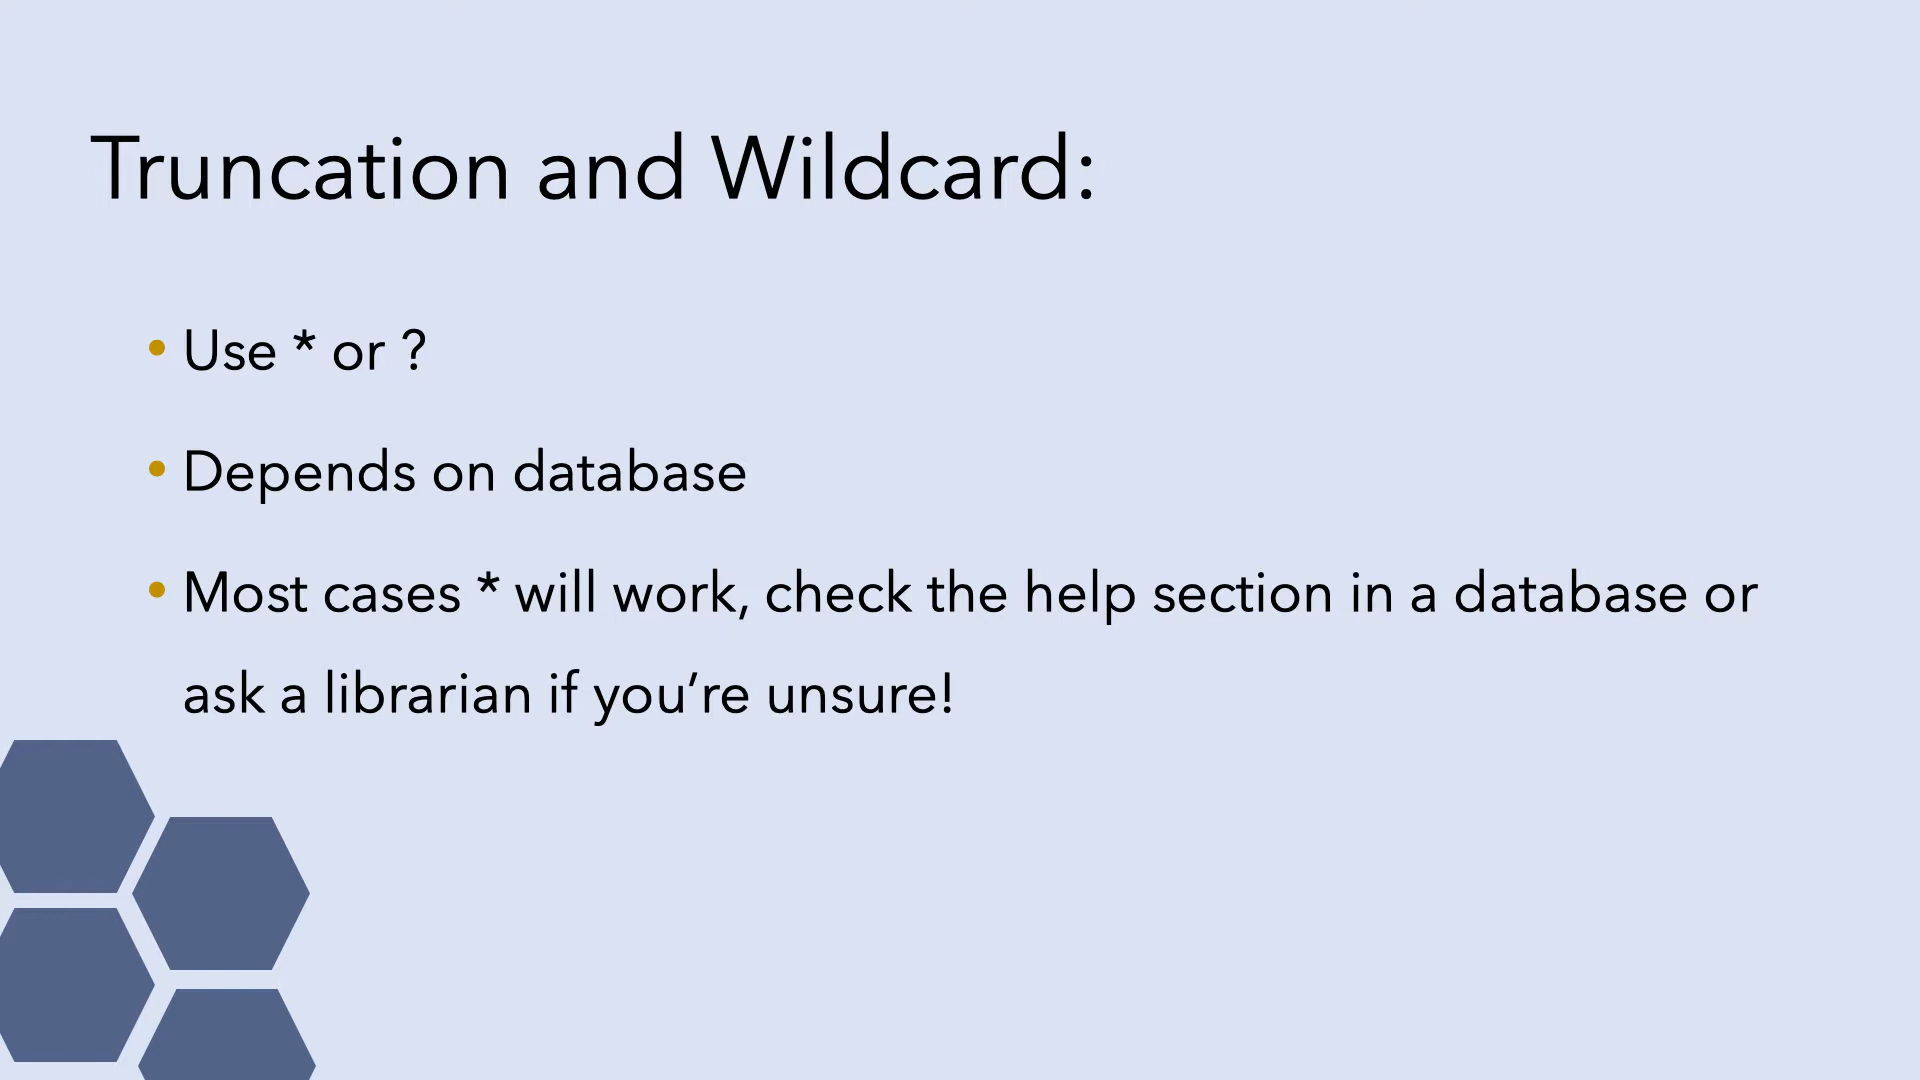 Truncation and Wildcard:
• Use * or ?
• Depends on database
• Most cases * will work, check the help section in a database or
ask a librarian if you’re unsure!